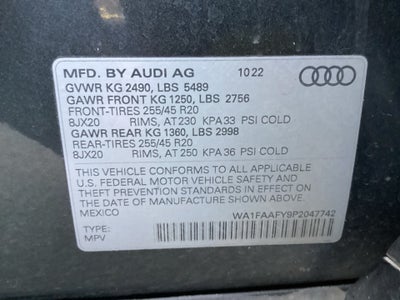 MFD. BY AUDI AG 10 22
GVWR KG 2490, LBS 5489
GAWR FRONT KG 1250, LBS 2756
FRONT-TIRES 255/45 R20
8JX20 RIMS, AT 230 KPA 33 PSI COLD
GAWR REAR KG 1360, LBS 2998
REAR-TIRES 255/45 R20
8JX20 RIMS, AT 250 KPA 36 PSI COLD
THIS VEHICLE CONFORMS TO ALL APPLICABLE
U.S. FEDERAL MOTOR VEHICLE SAFETY AND
THEFT PREVENTION STANDARDS IN EFFECT ON
THE DATE OF MANUFACTURE SHOWN ABOVE.
MEXICO
WA1FAAFY9P2047742
TYPE:
MPV